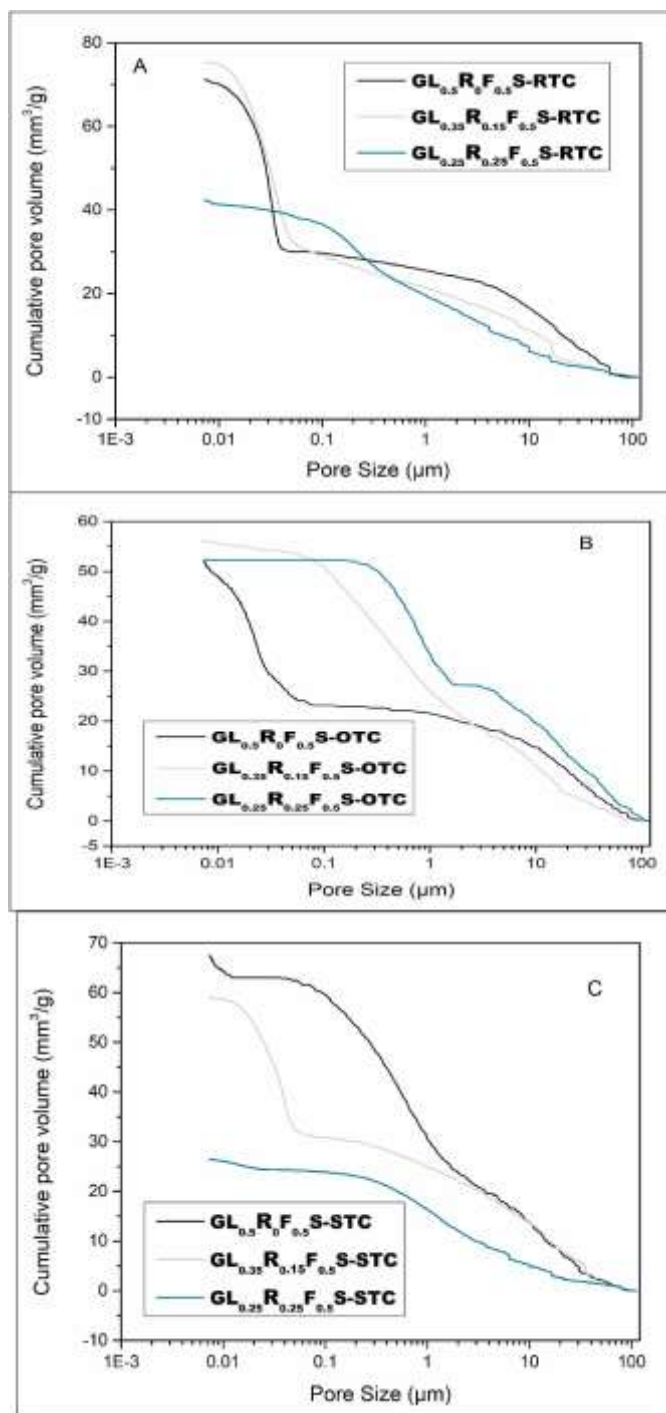 A
GL0.5R0F0.5S-RTC
GL0.35R0.15F0.5S-RTC
GL0.25R0.25F0.5S-RTC
80
60
40
20
0
-10
1E-3
0.01
0.1
1
10
100
Cumulative pore volume (mm³/g)
Pore Size (µm)
B
GL0.5R0F0.5S-OTC
GL0.35R0.15F0.5S-OTC
GL0.25R0.25F0.5S-OTC
60
50
40
30
20
10
0
-5
1E-3
0.01
0.1
1
10
100
Cumulative pore volume (mm³/g)
Pore Size (µm)
C
GL0.5R0F0.5S-STC
GL0.35R0.15F0.5S-STC
GL0.25R0.25F0.5S-STC
70
60
50
40
30
20
10
0
-10
1E-3
0.01
0.1
1
10
100
Cumulative pore volume (mm³/g)
Pore Size (µm)